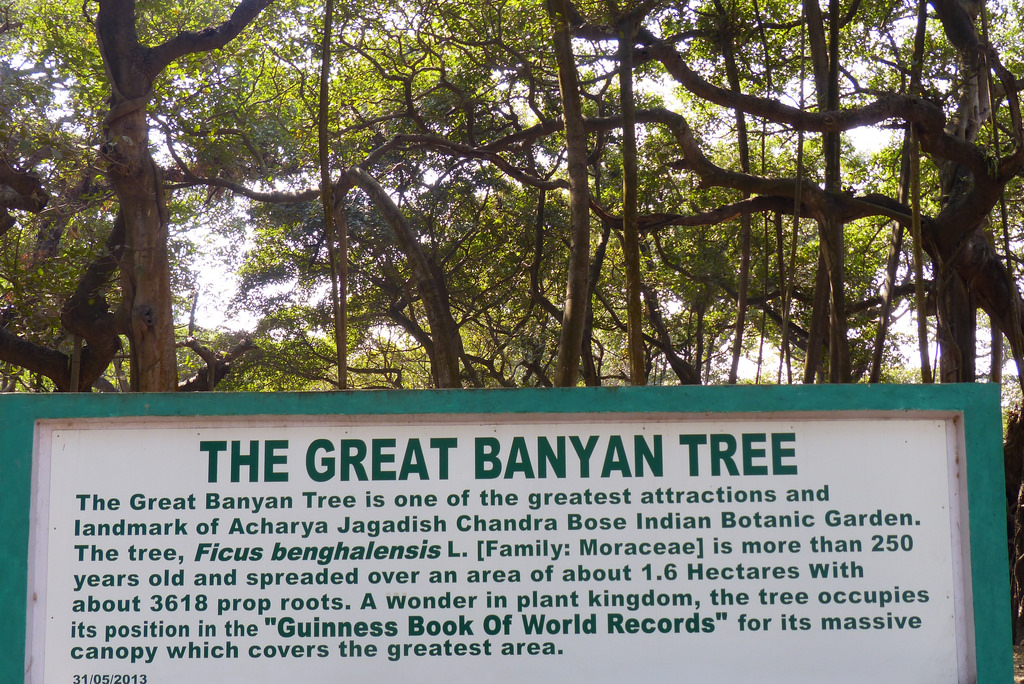 THE GREAT BANYAN TREE
The Great Banyan Tree is one of the greatest attractions and
landmark of Acharya Jagadish Chandra Bose Indian Botanic Garden.
The tree, Ficus benghalensis L. [Family: Moraceae] is more than 250
years old and spreaded over an area of about 1.6 Hectares With
about 3618 prop roots. A wonder in plant kingdom, the tree occupies
its position in the "Guinness Book Of World Records" for its massive
canopy which covers the greatest area.
31/05/2013